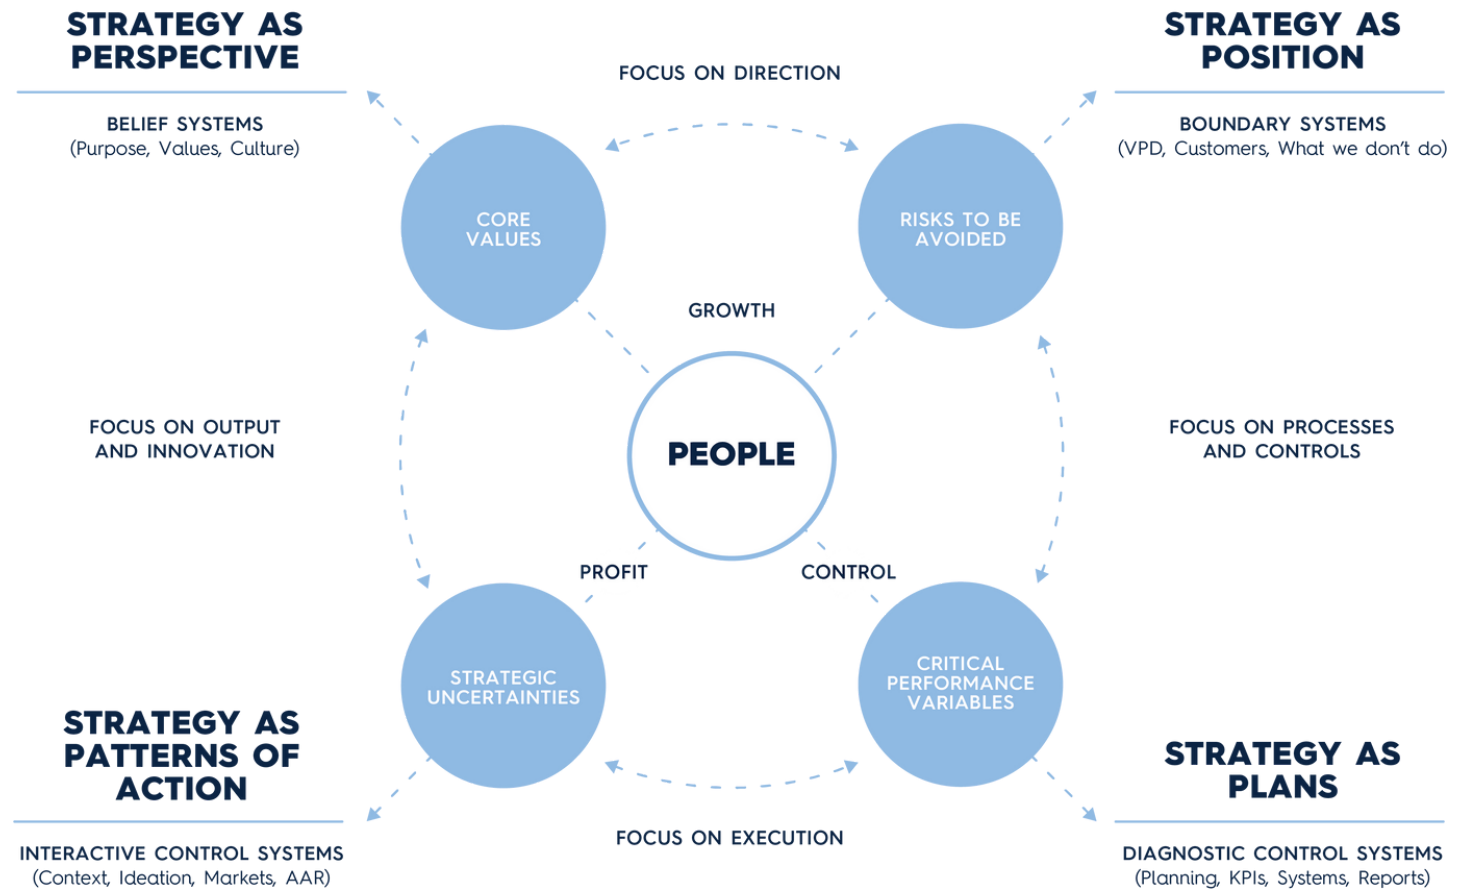 STRATEGY AS
PERSPECTIVE
BELIEF SYSTEMS
(Purpose, Values, Culture)
FOCUS ON DIRECTION
STRATEGY AS
POSITION
BOUNDARY SYSTEMS
(VPD, Customers, What we don't do)
CORE
VALUES
RISKS TO BE
AVOIDED
GROWTH
FOCUS ON OUTPUT
AND INNOVATION
PEOPLE
FOCUS ON PROCESSES
AND CONTROLS
PROFIT
CONTROL
STRATEGIC
UNCERTAINTIES
CRITICAL
PERFORMANCE
VARIABLES
STRATEGY AS
PATTERNS OF
ACTION
INTERACTIVE CONTROL SYSTEMS
(Context, Ideation, Markets, AAR)
FOCUS ON EXECUTION
STRATEGY AS
PLANS
DIAGNOSTIC CONTROL SYSTEMS
(Planning, KPIs, Systems, Reports)